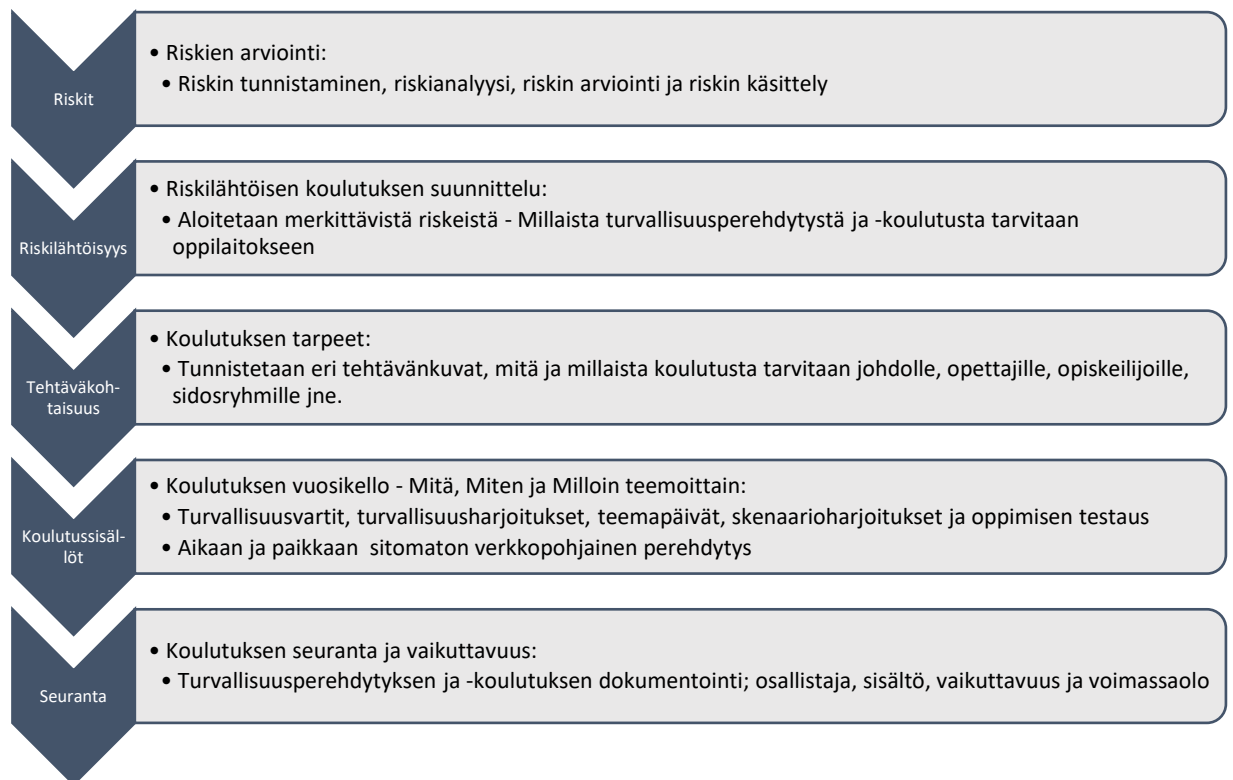 Riskit
• Riskien arviointi:
• Riskin tunnistaminen, riskianalyysi, riskin arviointi ja riskin käsittely
Riskilähtöisyys
• Riskilähtöisen koulutuksen suunnittelu:
• Aloitetaan merkittävistä riskeistä - Millaista turvallisuusperehdytystä ja -koulutusta tarvitaan
oppilaitokseen
Tehtäväkoh-
taisuus
• Koulutuksen tarpeet:
• Tunnistetaan eri tehtävänkuvat, mitä ja millaista koulutusta tarvitaan johdolle, opettajille, opiskeilijoille,
sidosryhmille jne.
Koulutussisäl-
löt
• Koulutuksen vuosikello - Mitä, Miten ja Milloin teemoittain:
• Turvallisuusvartit, turvallisuusharjoitukset, teemapäivät, skenaarioharjoitukset ja oppimisen testaus
• Aikaan ja paikkaan sitomaton verkkopohjainen perehdytys
Seuranta
• Koulutuksen seuranta ja vaikuttavuus:
• Turvallisuusperehdytyksen ja -koulutuksen dokumentointi; osallistaja, sisältö, vaikuttavuus ja voimassaolo